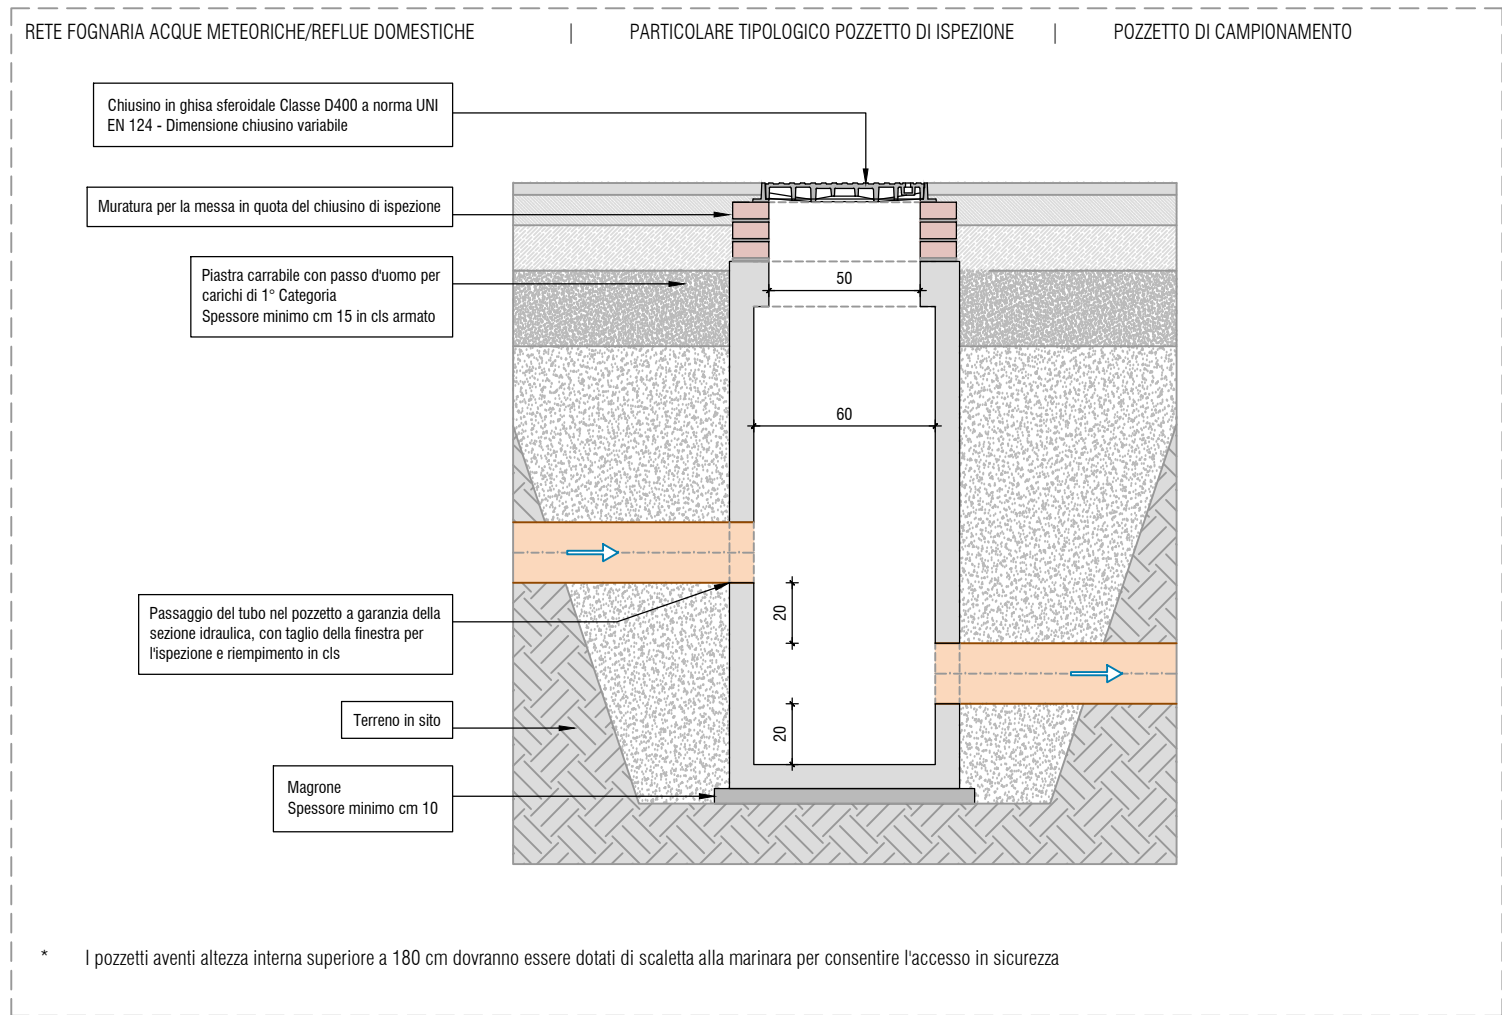 RETE FOGNARIA ACQUE METEORICHE/REFLUE DOMESTICHE | PARTICOLARE TIPOLOGICO POZZETTO DI ISPEZIONE | POZZETTO DI CAMPIONAMENTO
Chiusino in ghisa sferoidale Classe D400 a norma UNI
EN 124 - Dimensione chiusino variabile
Muratura per la messa in quota del chiusino di ispezione
Piastra carrabile con passo d'uomo per
carichi di 1° Categoria
Spessore minimo cm 15 in cls armato
50
60
20
Passaggio del tubo nel pozzetto a garanzia della
sezione idraulica, con taglio della finestra per
l'ispezione e riempimento in cls
Terreno in sito
20
Magrone
Spessore minimo cm 10
* I pozzetti aventi altezza interna superiore a 180 cm dovranno essere dotati di scaletta alla marinara per consentire l'accesso in sicurezza